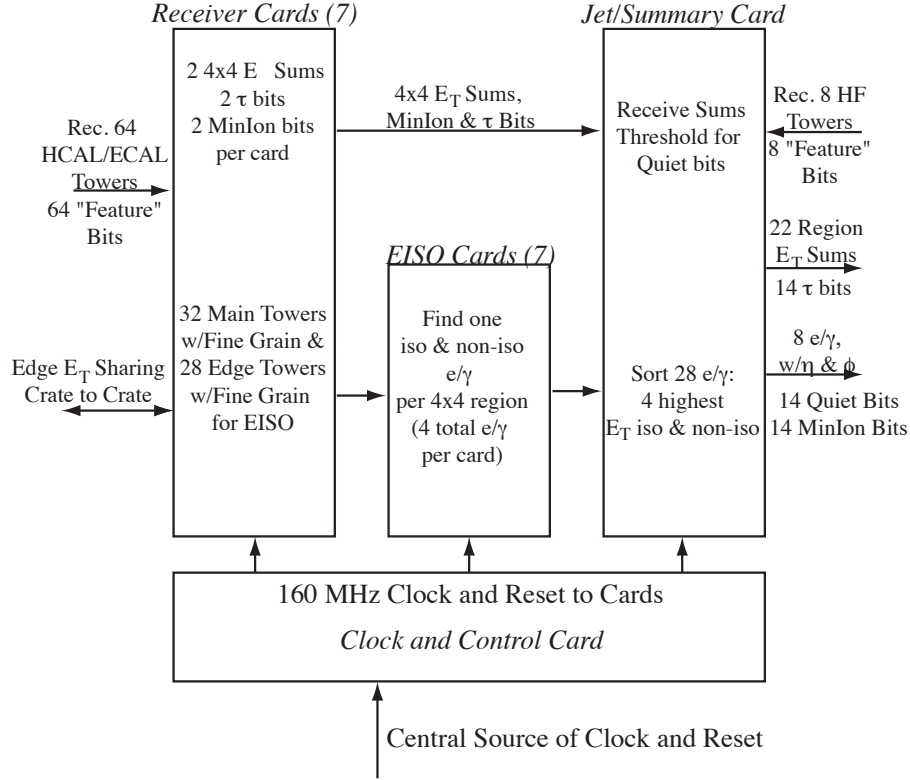 Receiver Cards (7)
Jet/Summary Card
2 4x4 E Sums
2 τ bits
2 MinIon bits
per card
4x4 E_T Sums,
MinIon & τ Bits
Receive Sums
Threshold for
Quiet bits
Rec. 64
HCAL/ECAL
Towers
64 "Feature"
Bits
Rec. 8 HF
Towers
8 "Feature"
Bits
22 Region
E_T Sums
14 τ bits
EISO Cards (7)
32 Main Towers
w/Fine Grain &
28 Edge Towers
w/Fine Grain
for EISO
Find one
iso & non-iso
e/γ
per 4x4 region
(4 total e/γ
per card)
Edge E_T Sharing
Crate to Crate
Sort 28 e/γ:
4 highest
E_T iso & non-iso
8 e/γ,
w/η & ϕ
14 Quiet Bits
14 MinIon Bits
160 MHz Clock and Reset to Cards
Clock and Control Card
Central Source of Clock and Reset